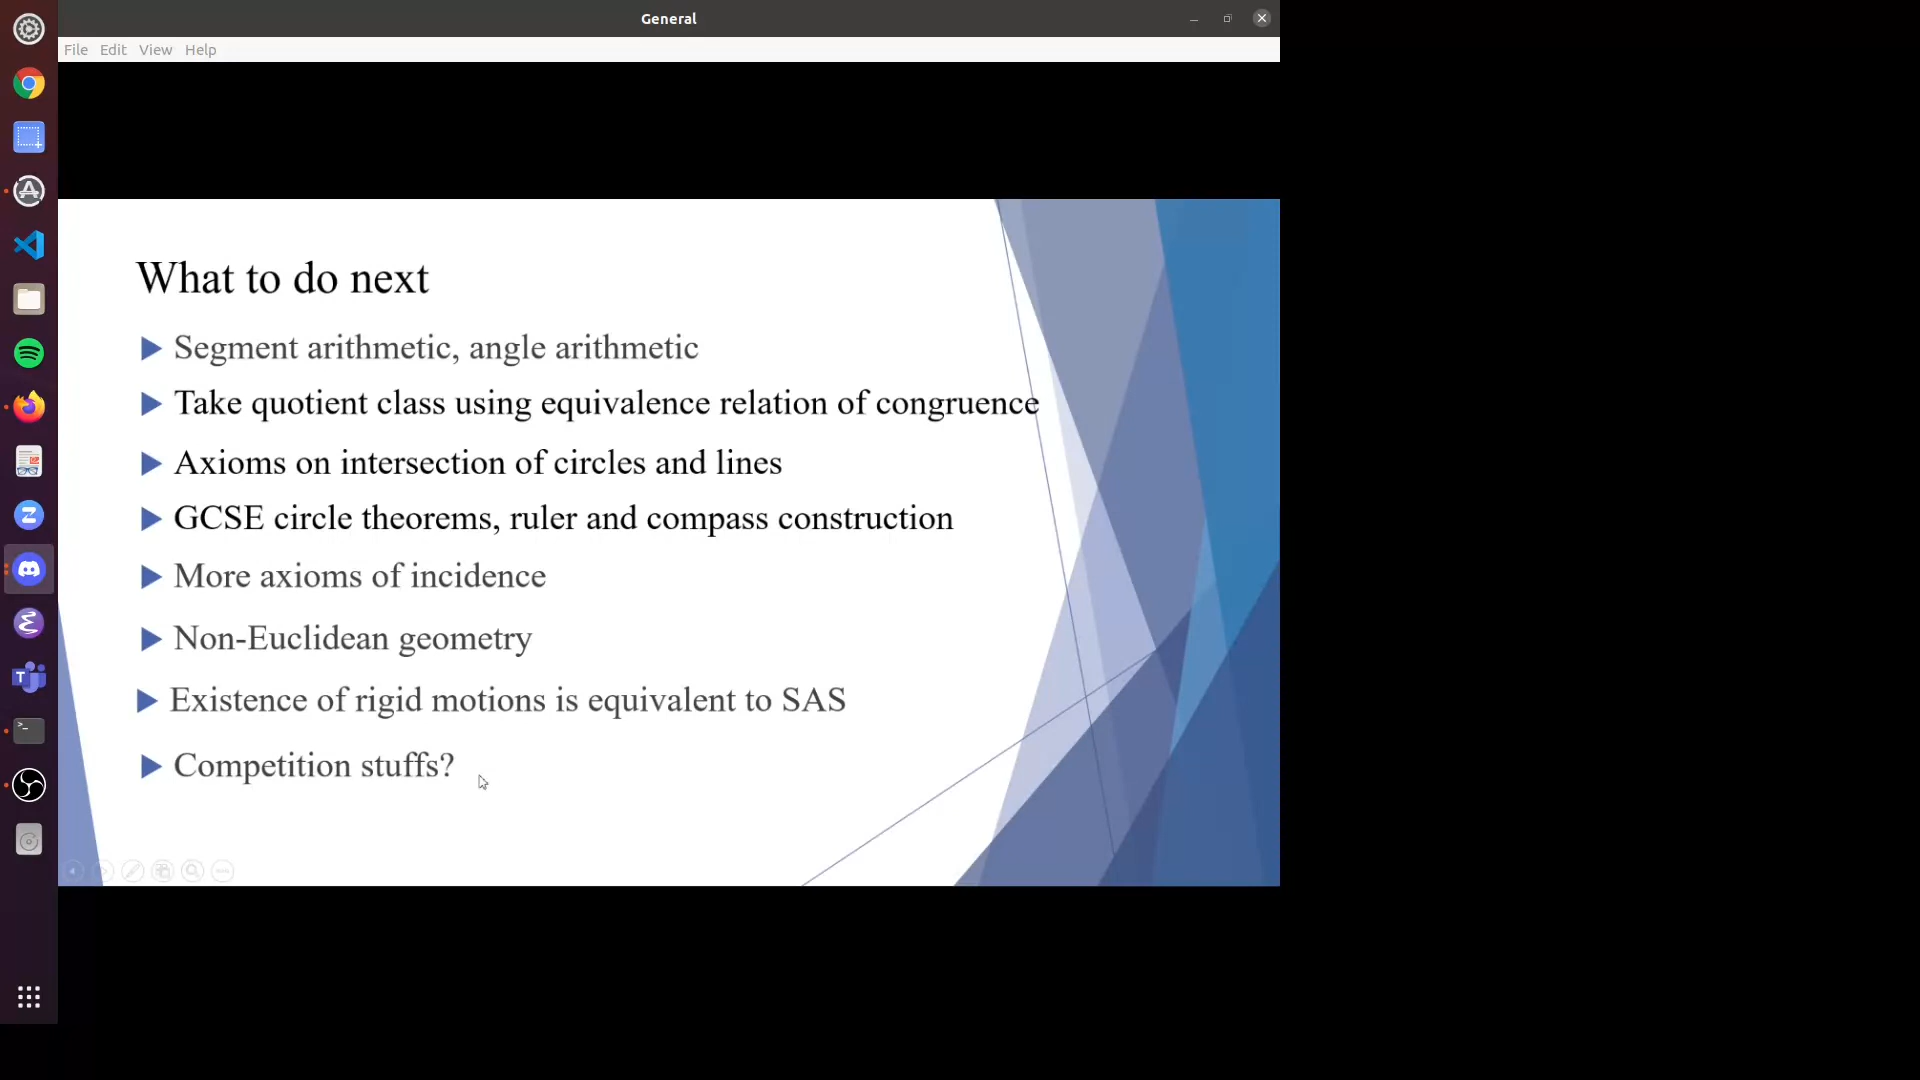 General
File Edit View Help
What to do next
Segment arithmetic, angle arithmetic
Take quotient class using equivalence relation of congruence
Axioms on intersection of circles and lines
GCSE circle theorems, ruler and compass construction
More axioms of incidence
Non-Euclidean geometry
Existence of rigid motions is equivalent to SAS
Competition stuffs?